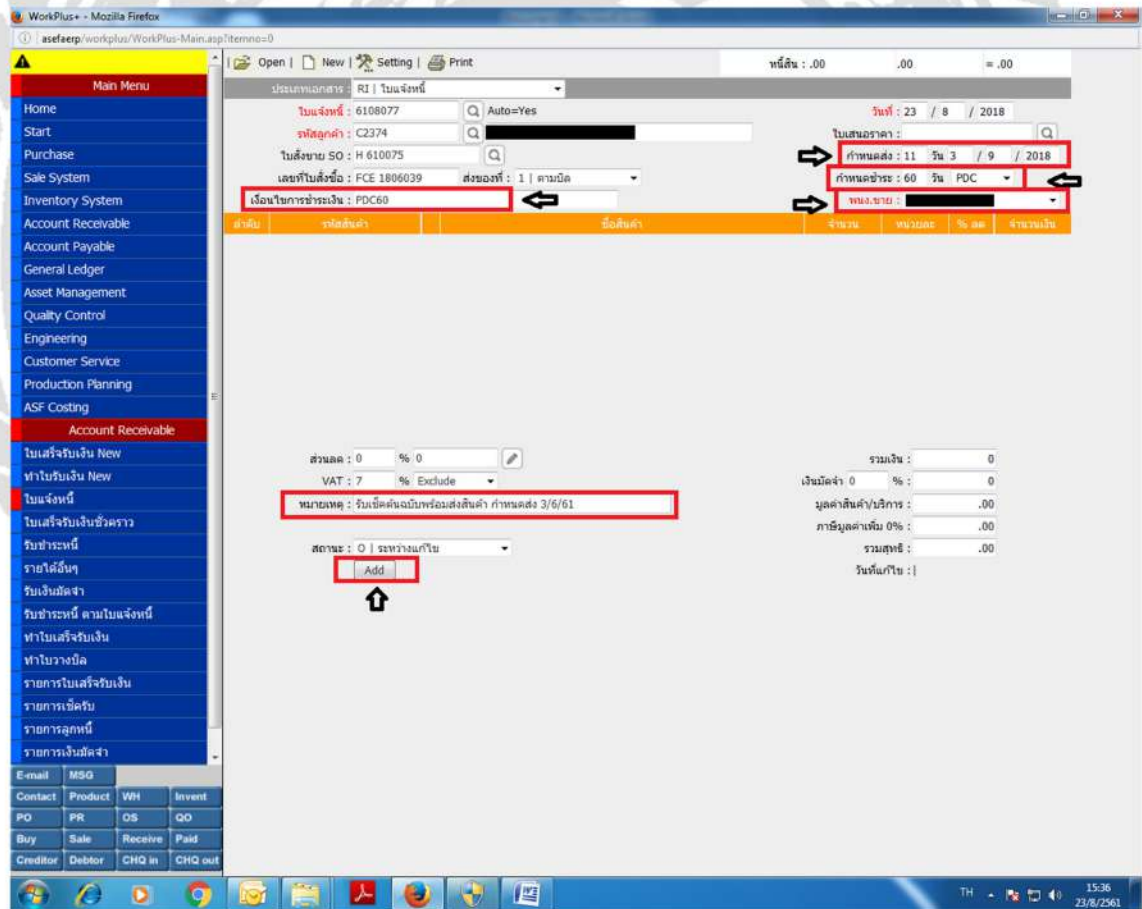 WorkPlus+ - Mozilla Firefox
asefaerp/workplus/WorkPlus-Main.asp?itemno=0
Open | New | Setting | Print
หนี้สิน : .00 .00 = .00
Main Menu
Home
Start
Purchase
Sale System
Inventory System
Account Receivable
Account Payable
General Ledger
Asset Management
Quality Control
Engineering
Customer Service
Production Planning
ASF Costing
Account Receivable
ใบเสร็จรับเงิน New
ทำใบรับเงิน New
ใบแจ้งหนี้
ใบเสร็จรับเงินชั่วคราว
รับชำระหนี้
รายได้อื่นๆ
รับเงินมัดจำ
รับชำระหนี้ ตามใบแจ้งหนี้
ทำใบเสร็จรับเงิน
ทำใบวางบิล
รายการใบเสร็จรับเงิน
รายการเช็ครับ
รายการลูกหนี้
รายการเงินมัดจำ
E-mail MSG
Contact Product WH Invent
PO PR OS QO
Buy Sale Receive Paid
Creditor Debtor CHQ in CHQ out
ประเภทเอกสาร : RI | ใบแจ้งหนี้
ใบแจ้งหนี้ : 6108077 Auto=Yes วันที่ : 23 / 8 / 2018
รหัสลูกค้า : C2374 ใบเสนอราคา :
ใบสั่งขาย SO : H 610075 กำหนดส่ง : 11 วัน 3 / 9 / 2018
เลขที่ใบสั่งซื้อ : FCE 1806039 ส่งของที่ : 1 | ตามบิล กำหนดชำระ : 60 วัน PDC
เงื่อนไขการชำระเงิน : PDC60 พนง.ขาย :
ลำดับ รหัสสินค้า ชื่อสินค้า จำนวน หน่วยละ % ลด จำนวนเงิน
ส่วนลด : 0 % 0 รวมเงิน : 0
VAT : 7 % Exclude เงินมัดจำ 0 % : 0
หมายเหตุ : รับเช็คต้นฉบับพร้อมส่งสินค้า กำหนดส่ง 3/6/61 มูลค่าสินค้า/บริการ : .00
ภาษีมูลค่าเพิ่ม 0% : .00
สถานะ : O | ระหว่างแก้ไข รวมสุทธิ : .00
Add วันที่แก้ไข : |
TH 15:36
23/8/2561